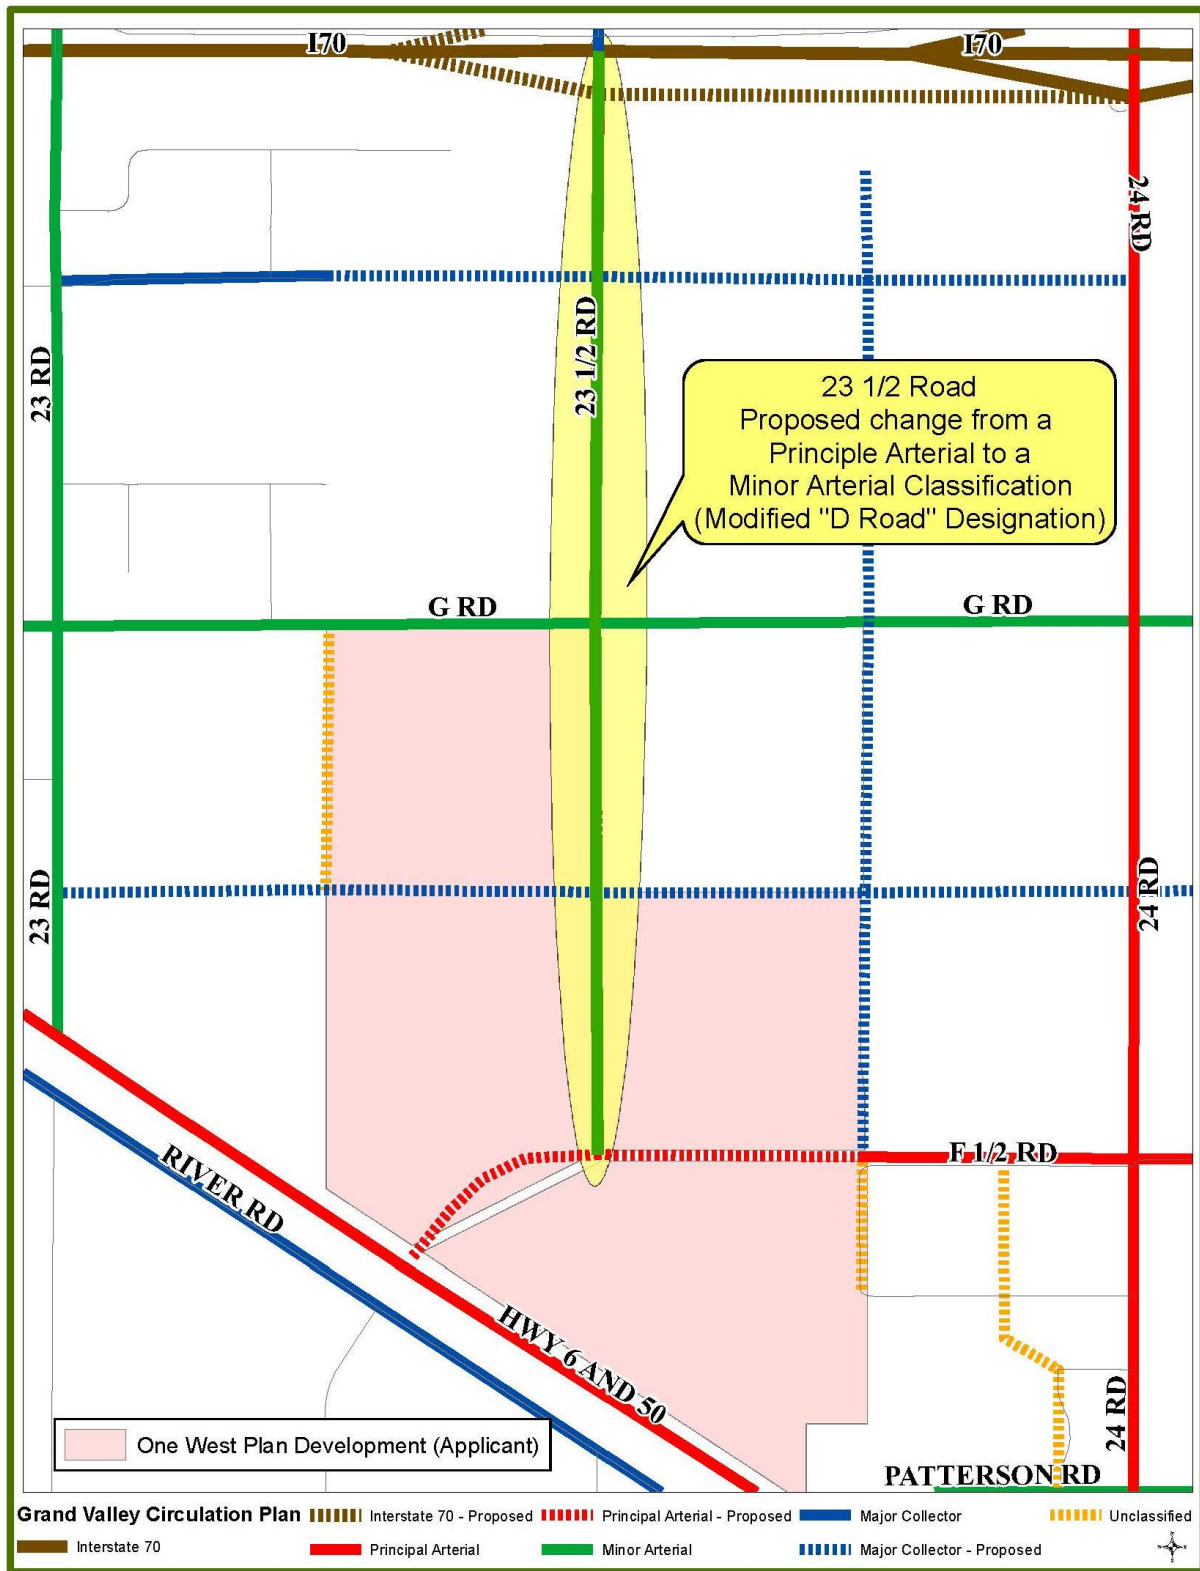 I70
I70
24 RD
23 1/2 RD
23 RD
23 1/2 Road
Proposed change from a
Principle Arterial to a
Minor Arterial Classification
(Modified "D Road" Designation)
G RD
G RD
23 RD
24 RD
F 1/2 RD
RIVER RD
HWY 6 AND 50
24 RD
One West Plan Development (Applicant)
PATTERSON RD
Grand Valley Circulation Plan
Interstate 70 - Proposed
Principal Arterial - Proposed
Major Collector
Unclassified
Interstate 70
Principal Arterial
Minor Arterial
Major Collector - Proposed